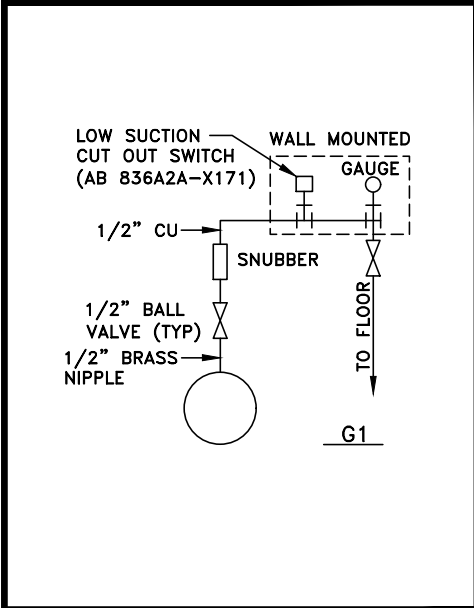 LOW SUCTION
CUT OUT SWITCH
(AB 836A2A-X171)
WALL MOUNTED
GAUGE
1/2" CU
SNUBBER
1/2" BALL
VALVE (TYP)
TO FLOOR
1/2" BRASS
NIPPLE
G1